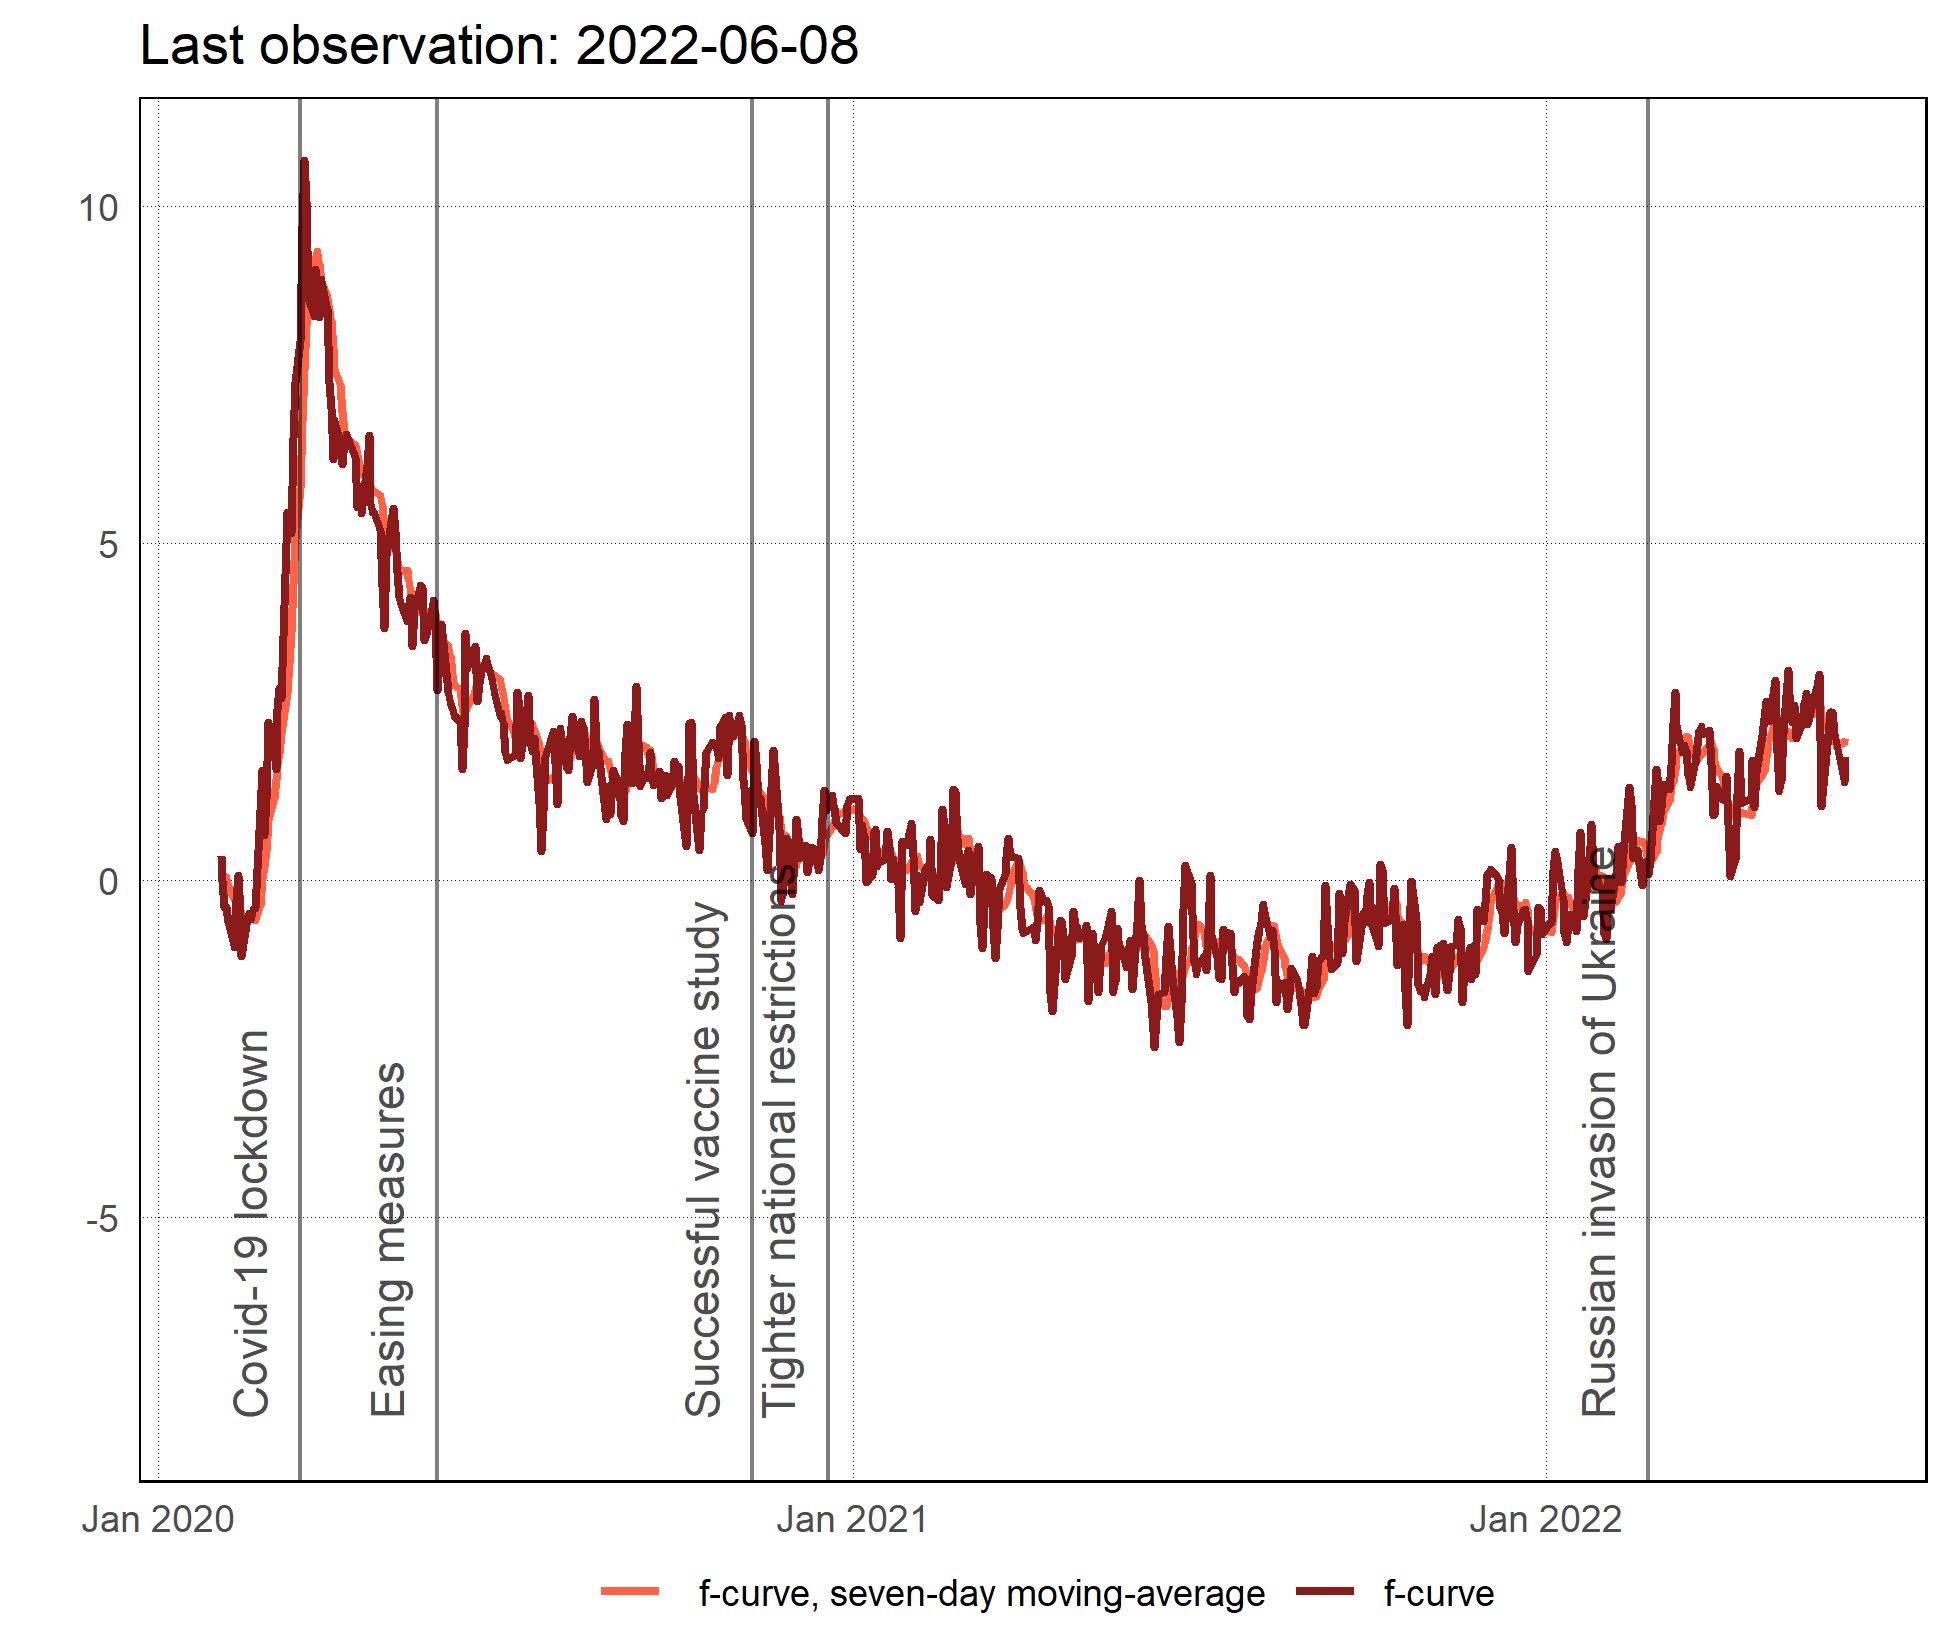 Last observation: 2022-06-08
10
5
0
-5
Covid-19 lockdown
Easing measures
Successful vaccine study
Tighter national restrictions
Russian invasion of Ukraine
Jan 2020
Jan 2021
Jan 2022
f-curve, seven-day moving-average
f-curve